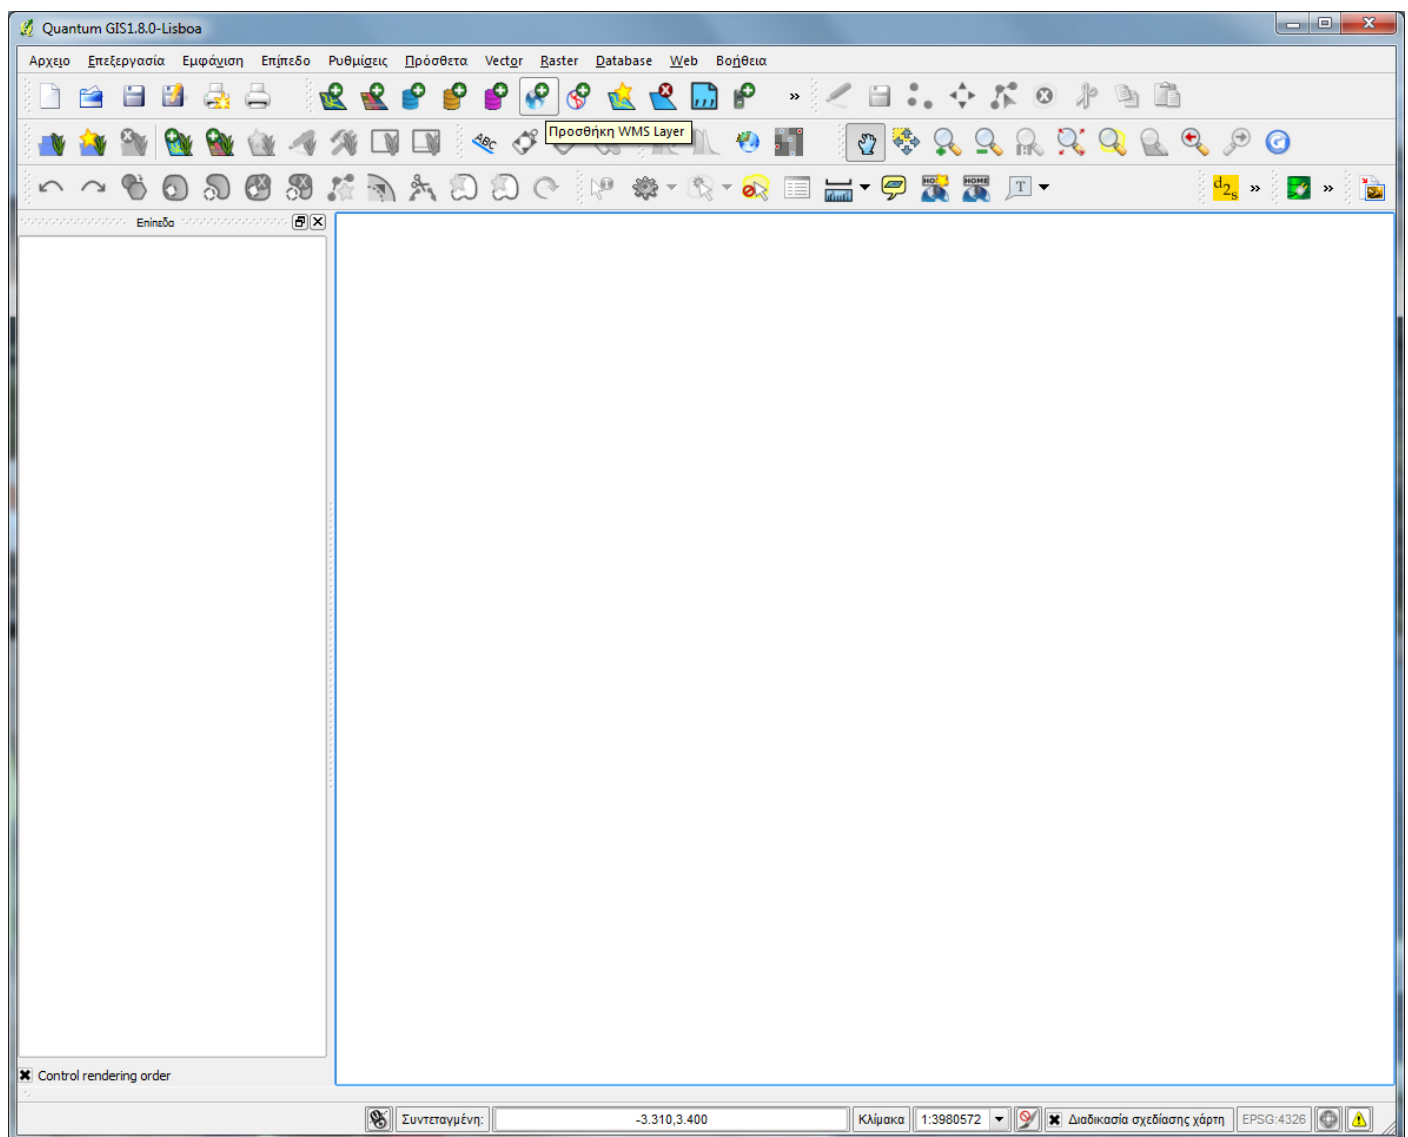 Quantum GIS1.8.0-Lisboa
Αρχειο Επεξεργασία Εμφάνιση Επίπεδο Ρυθμίσεις Πρόσθετα Vector Raster Database Web Βοήθεια
Προσθήκη WMS Layer
Επίπεδα
Control rendering order
Συντεταγμένη: -3.310,3.400 Κλίμακα 1:3980572 Διαδικασία σχεδίασης χάρτη EPSG:4326